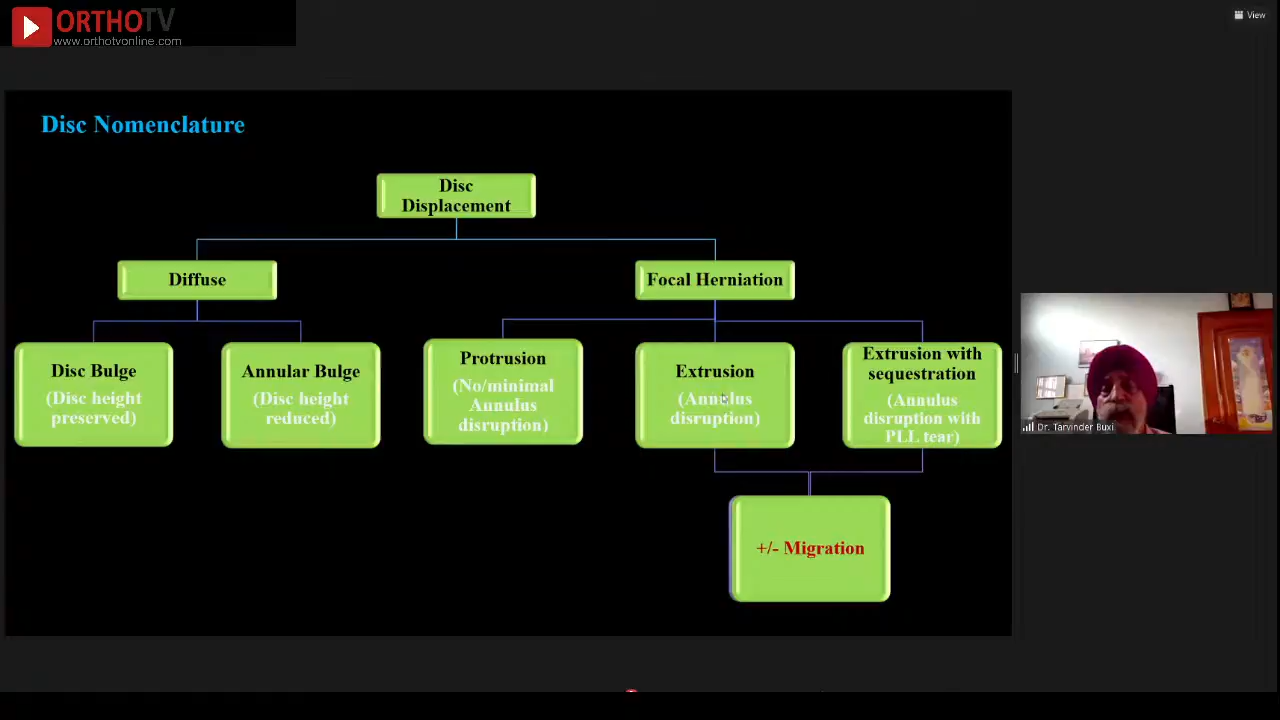 ORTHOTV
www.orthotvonline.com
View
Disc Nomenclature
Disc
Displacement
Diffuse
Focal Herniation
Disc Bulge
(Disc height
preserved)
Annular Bulge
(Disc height
reduced)
Protrusion
(No/minimal
Annulus
disruption)
Extrusion
(Annulus
disruption)
Extrusion with
sequestration
(Annulus
disruption with
PLL tear)
+/- Migration
Dr. Tarvinder Buxi